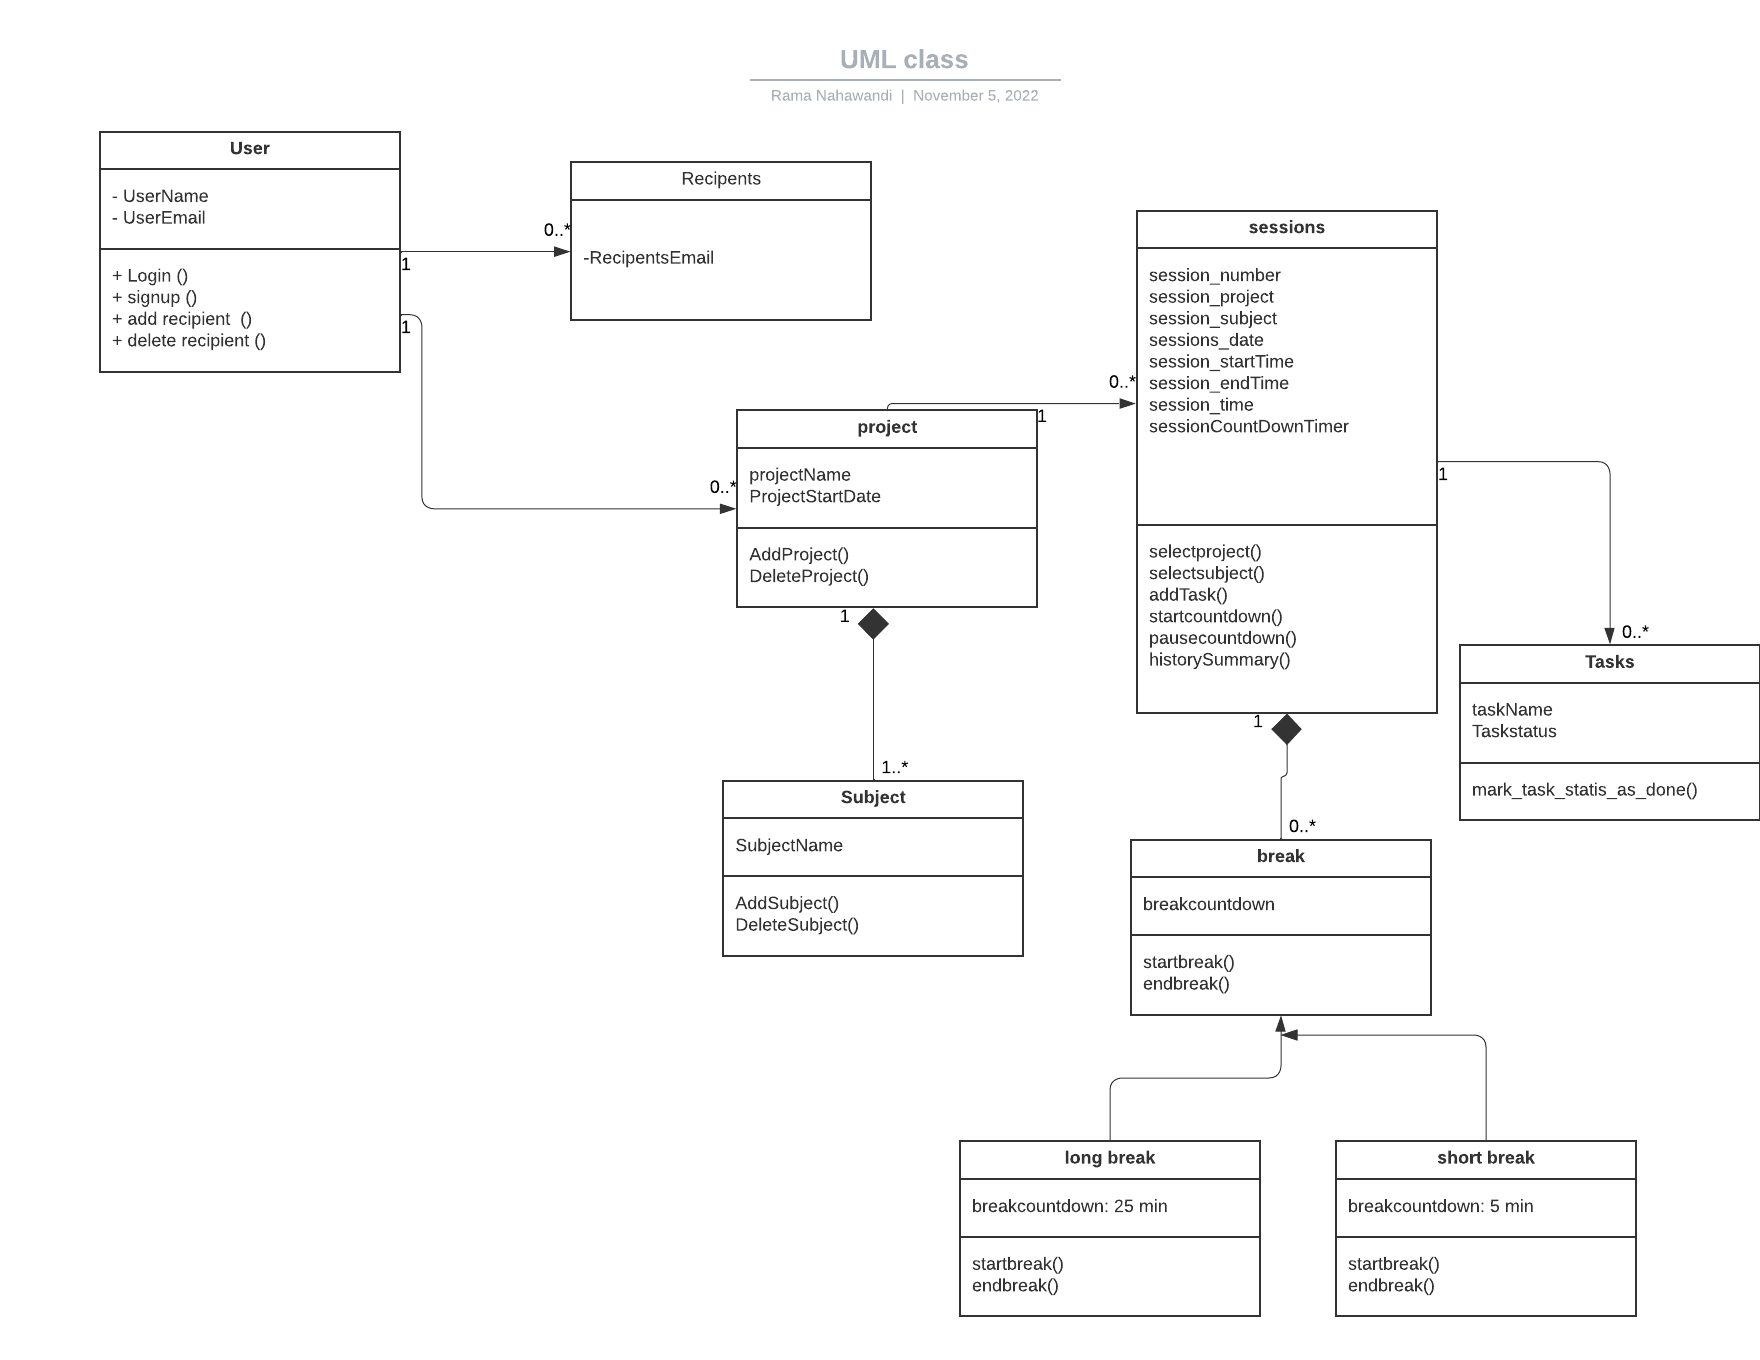 UML class
Rama Nahawandi | November 5, 2022
User
- UserName
- UserEmail
+ Login ()
+ signup ()
+ add recipient  ()
+ delete recipient ()
1
0..*
1
Recipents
-RecipentsEmail
0..*
project
projectName
ProjectStartDate
AddProject()
DeleteProject()
1
0..*
1
1..*
Subject
SubjectName
AddSubject()
DeleteSubject()
sessions
session_number
session_project
session_subject
sessions_date
session_startTime
session_endTime
session_time
sessionCountDownTimer
selectproject()
selectsubject()
addTask()
startcountdown()
pausecountdown()
historySummary()
1
0..*
Tasks
taskName
Taskstatus
mark_task_statis_as_done()
1
0..*
break
breakcountdown
startbreak()
endbreak()
long break
breakcountdown: 25 min
startbreak()
endbreak()
short break
breakcountdown: 5 min
startbreak()
endbreak()